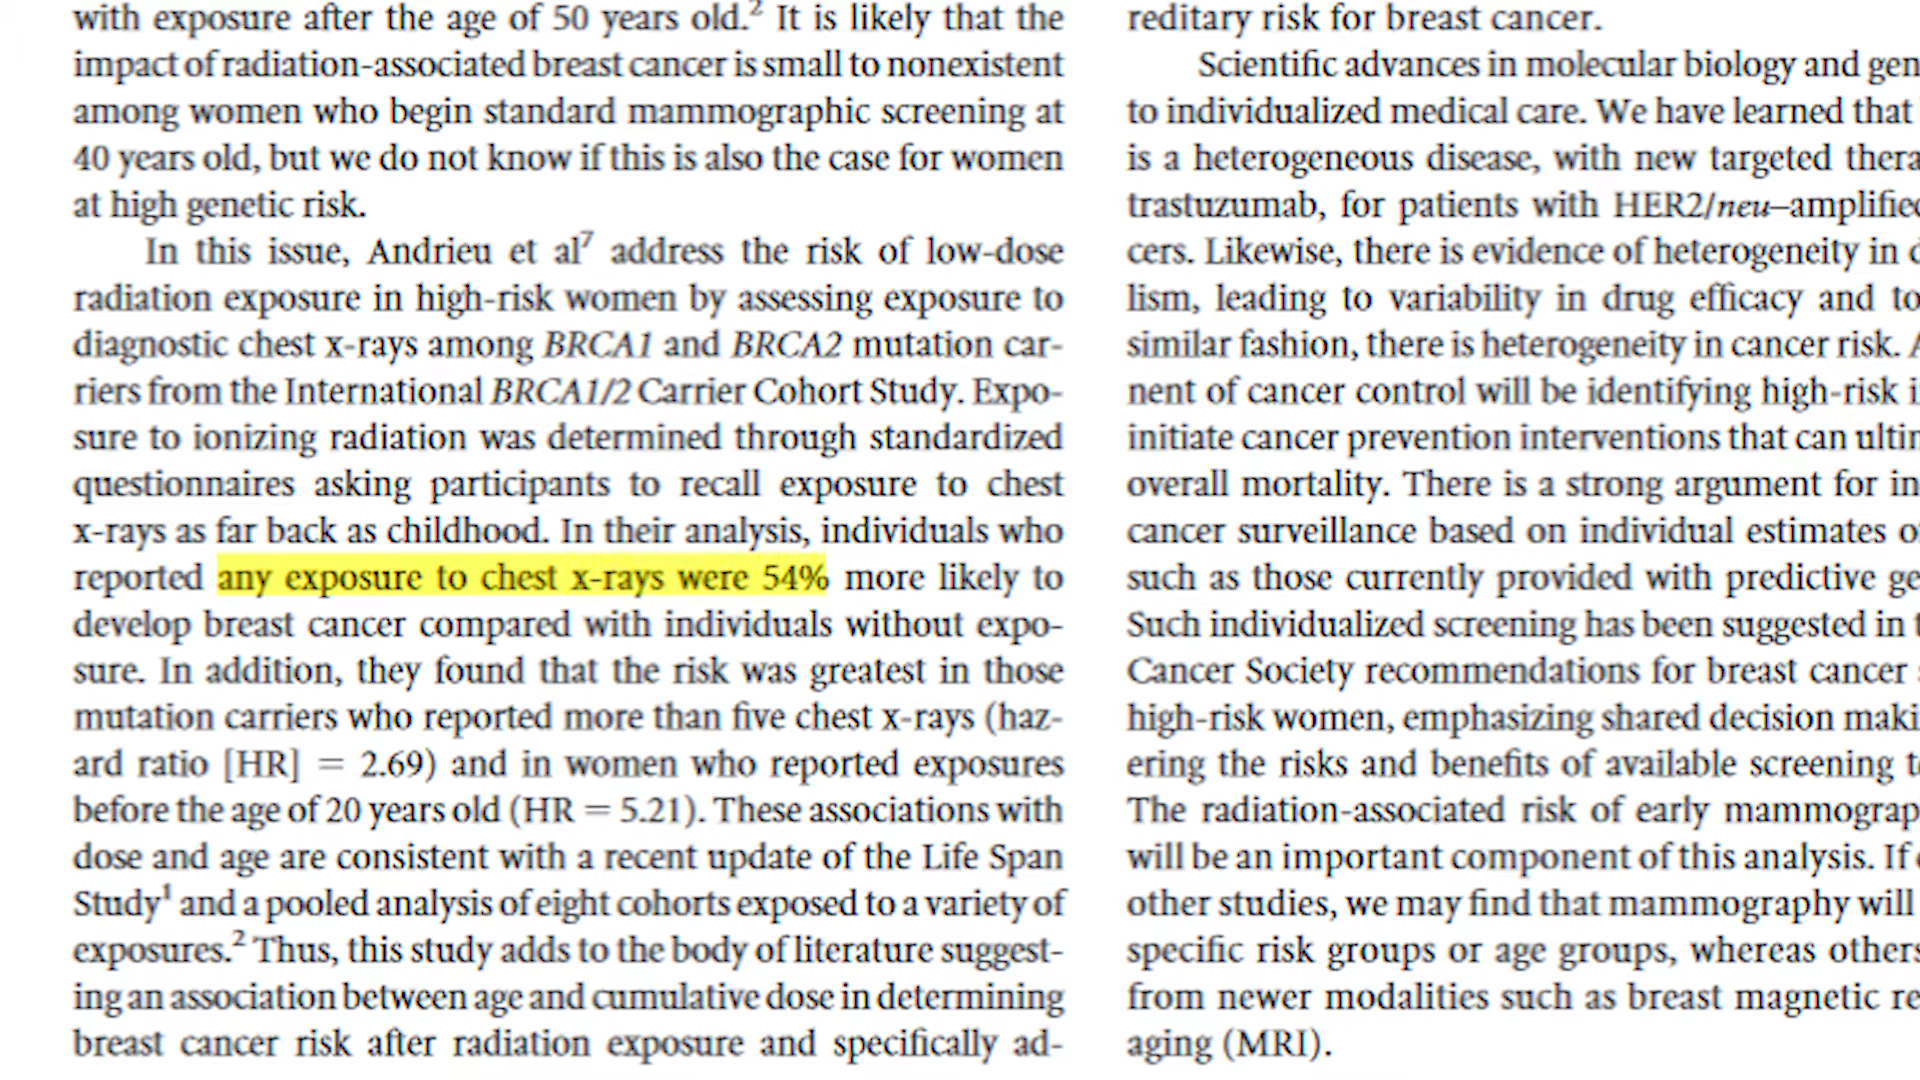 with exposure after the age of 50 years old.2 It is likely that the
impact of radiation-associated breast cancer is small to nonexistent
among women who begin standard mammographic screening at
40 years old, but we do not know if this is also the case for women
at high genetic risk.
In this issue, Andrieu et al7 address the risk of low-dose
radiation exposure in high-risk women by assessing exposure to
diagnostic chest x-rays among BRCA1 and BRCA2 mutation car-
riers from the International BRCA1/2 Carrier Cohort Study. Expo-
sure to ionizing radiation was determined through standardized
questionnaires asking participants to recall exposure to chest
x-rays as far back as childhood. In their analysis, individuals who
reported any exposure to chest x-rays were 54% more likely to
develop breast cancer compared with individuals without expo-
sure. In addition, they found that the risk was greatest in those
mutation carriers who reported more than five chest x-rays (haz-
ard ratio [HR] = 2.69) and in women who reported exposures
before the age of 20 years old (HR = 5.21). These associations with
dose and age are consistent with a recent update of the Life Span
Study1 and a pooled analysis of eight cohorts exposed to a variety of
exposures.2 Thus, this study adds to the body of literature suggest-
ing an association between age and cumulative dose in determining
breast cancer risk after radiation exposure and specifically ad-
reditary risk for breast cancer.
Scientific advances in molecular biology and gen
to individualized medical care. We have learned that
is a heterogeneous disease, with new targeted thera
trastuzumab, for patients with HER2/neu–amplified
cers. Likewise, there is evidence of heterogeneity in
lism, leading to variability in drug efficacy and to
similar fashion, there is heterogeneity in cancer risk. A
nent of cancer control will be identifying high-risk i
initiate cancer prevention interventions that can ultim
overall mortality. There is a strong argument for in
cancer surveillance based on individual estimates o
such as those currently provided with predictive ge
Such individualized screening has been suggested in t
Cancer Society recommendations for breast cancer
high-risk women, emphasizing shared decision maki
ering the risks and benefits of available screening t
The radiation-associated risk of early mammograp
will be an important component of this analysis. If
other studies, we may find that mammography will
specific risk groups or age groups, whereas others
from newer modalities such as breast magnetic re
aging (MRI).